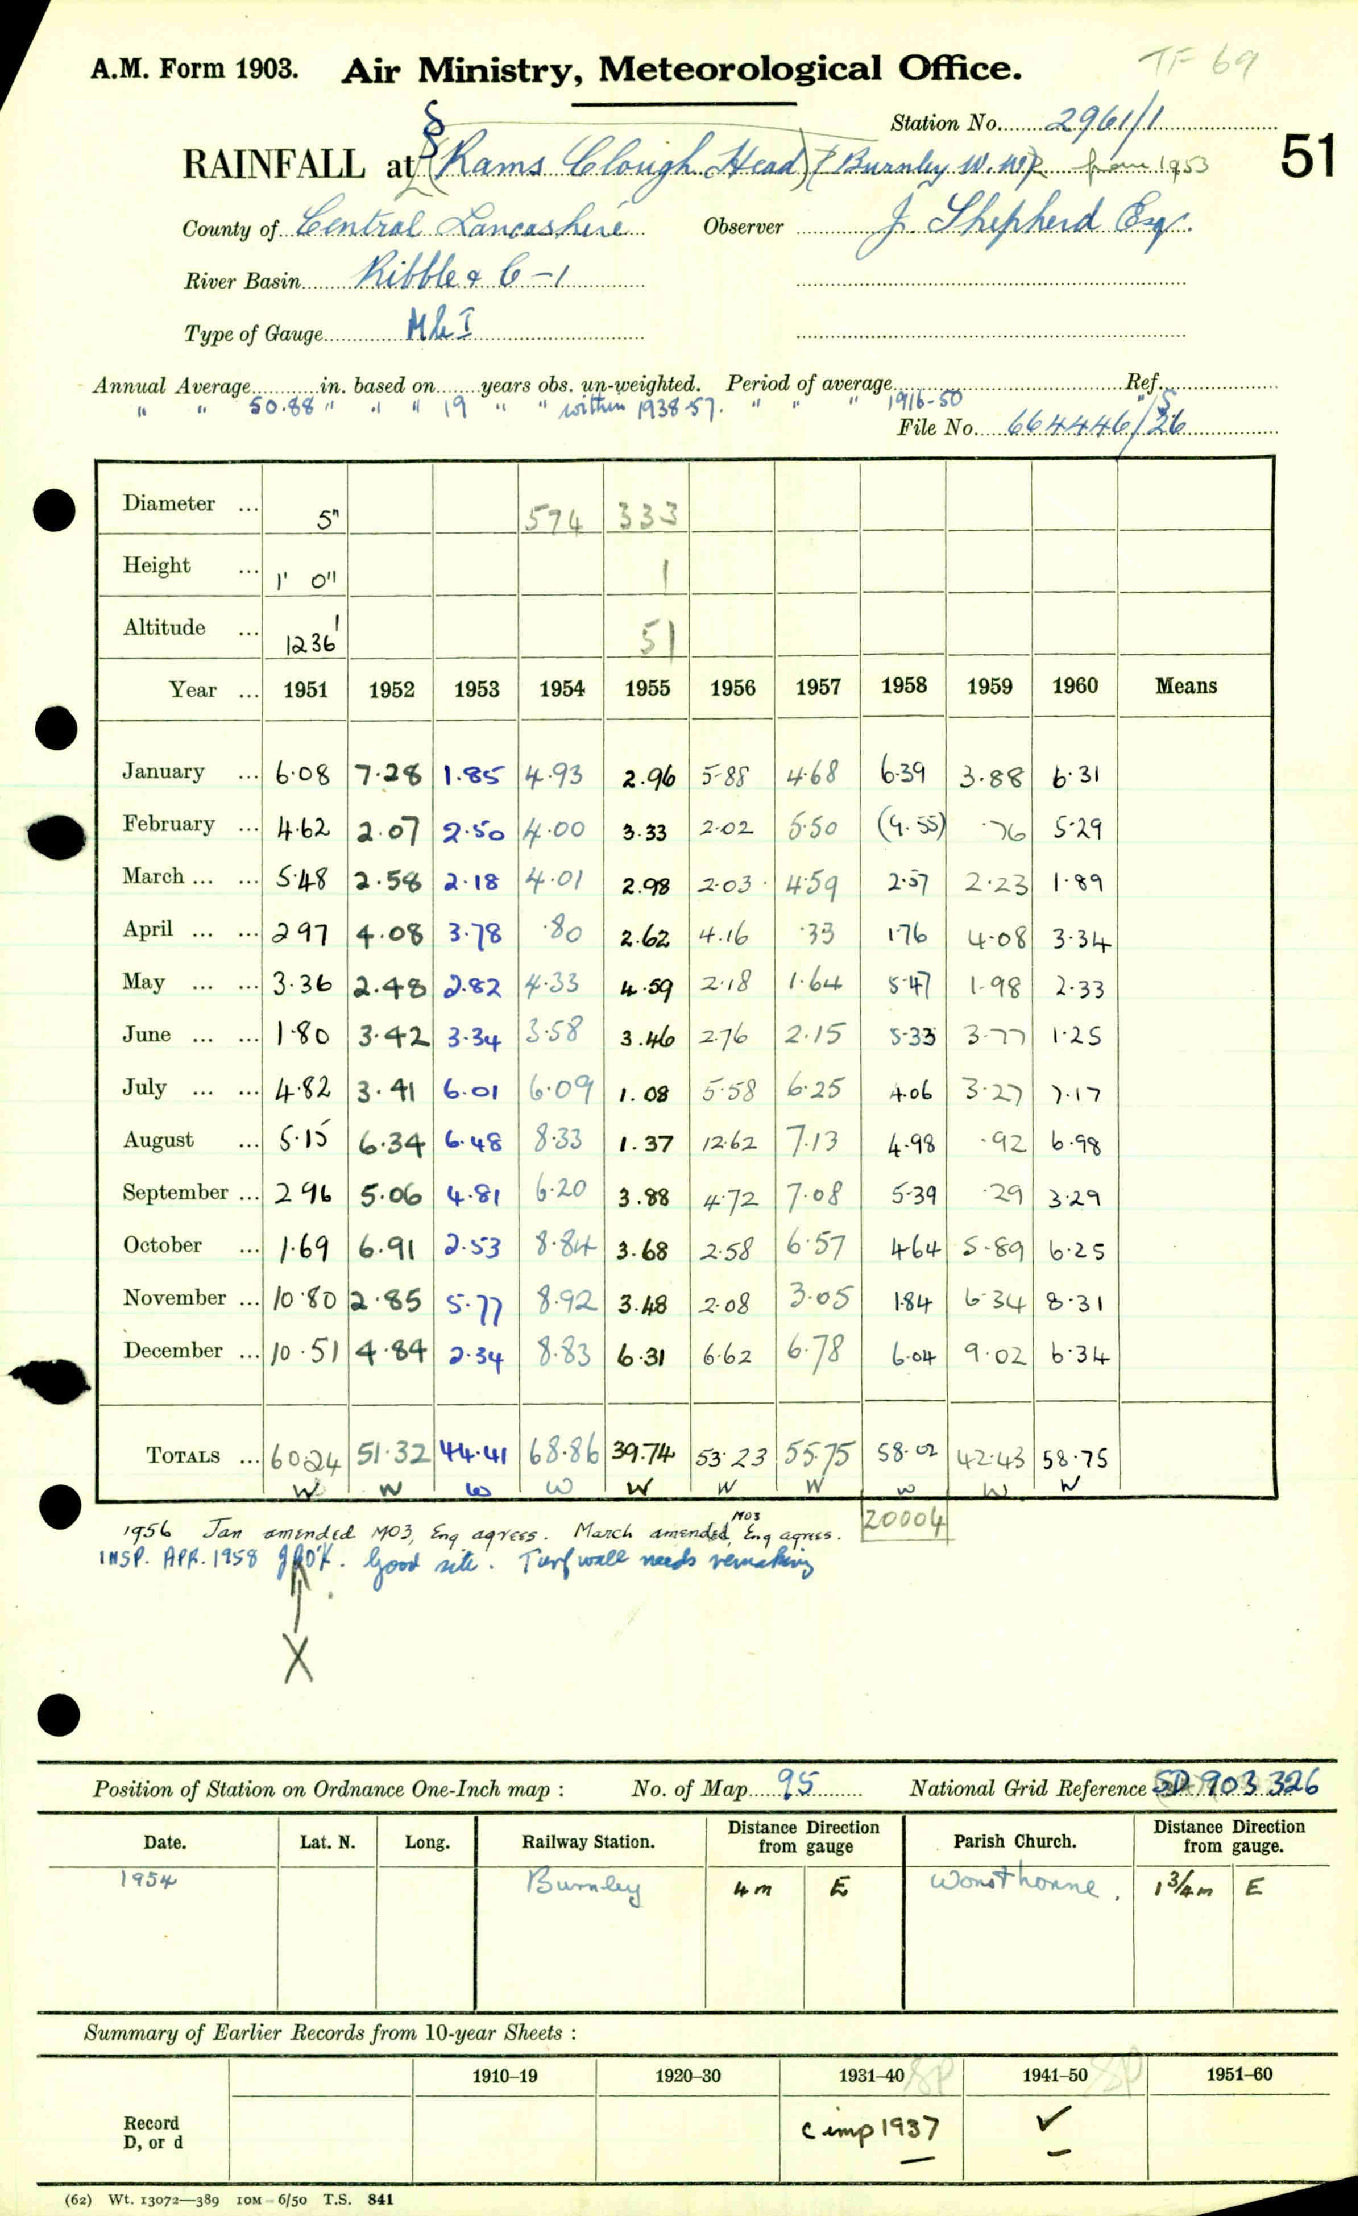 TF 69
A.M. Form 1903. Air Ministry, Meteorological Office.
Station No. 2961/1
51
RAINFALL at § (Rams Clough Head) (Burnley W.W.) from 1953
County of Central Lancashire Observer J. Shepherd Esq.
River Basin Ribble & C-1
Type of Gauge Mk I
Annual Average in. based on years obs. un-weighted. Period of average Ref.
" " 50.88 " " " 19 " " within 1938-57. " " " 1916-50 " 5
File No. 664446/26
Diameter ... 5" 574 333
Height ... 1' 0" 1
Altitude ... 1236' 51
Year ... 1951 1952 1953 1954 1955 1956 1957 1958 1959 1960 Means
January ... 6.08 7.28 1.85 4.93 2.96 5.88 4.68 6.39 3.88 6.31
February ... 4.62 2.07 2.50 4.00 3.33 2.02 5.50 (4.55) .76 5.29
March ... ... 5.48 2.58 2.18 4.01 2.98 2.03 4.59 2.57 2.23 1.89
April ... ... 2.97 4.08 3.78 .80 2.62 4.16 .33 1.76 4.08 3.34
May ... ... 3.36 2.48 2.82 4.33 4.59 2.18 1.64 5.47 1.98 2.33
June ... ... 1.80 3.42 3.34 3.58 3.46 2.76 2.15 5.33 3.77 1.25
July ... ... 4.82 3.41 6.01 6.09 1.08 5.58 6.25 4.06 3.27 7.17
August ... 5.15 6.34 6.48 8.33 1.37 12.62 7.13 4.98 .92 6.98
September ... 2.96 5.06 4.81 6.20 3.88 4.72 7.08 5.39 .29 3.29
October ... 1.69 6.91 2.53 8.84 3.68 2.58 6.57 4.64 5.89 6.25
November ... 10.80 2.85 5.77 8.92 3.48 2.08 3.05 1.84 6.34 8.31
December ... 10.51 4.84 2.34 8.83 6.31 6.62 6.78 6.04 9.02 6.34
TOTALS ... 60.24 51.32 44.41 68.86 39.74 53.23 55.75 58.02 42.43 58.75
W W W W W W W W W W
20004
1956 Jan amended MO3, Eng agrees. March amended, MO3 Eng agrees.
INSP. APR. 1958 O.K. Good site. Turf wall needs remaking
X
Position of Station on Ordnance One-Inch map : No. of Map 95 National Grid Reference SD 903 326
Date. Lat. N. Long. Railway Station. Distance from Direction gauge Parish Church. Distance from Direction gauge.
1954 Burnley 4 m E Worsthorne. 1 3/4 m E
Summary of Earlier Records from 10-year Sheets :
1910–19 1920–30 1931–40 1941–50 1951–60
Record D, or d c imp 1937 ✓
(62) Wt. 13072—389 10M 6/50 T.S. 841